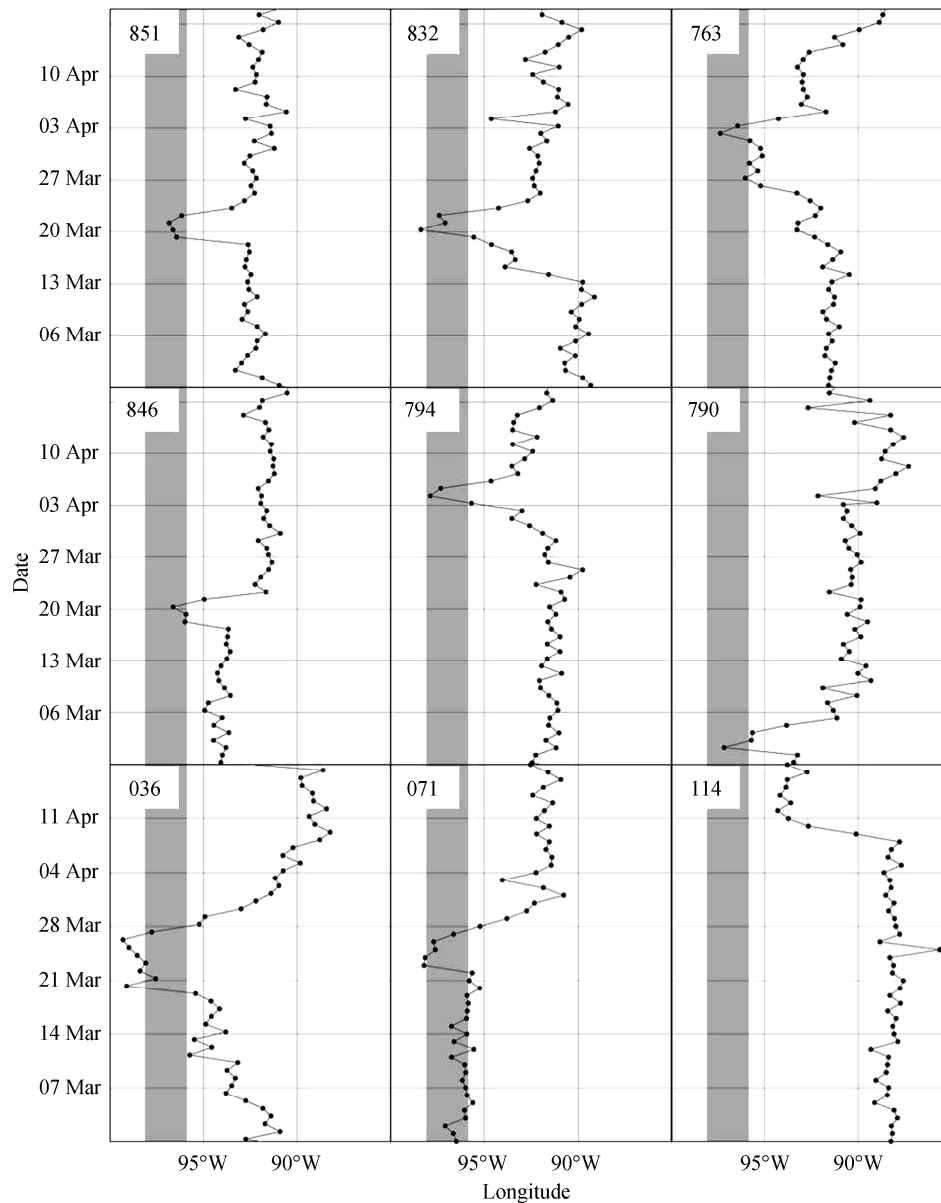 851
832
763
10 Apr
03 Apr
27 Mar
20 Mar
13 Mar
06 Mar
846
794
790
10 Apr
03 Apr
27 Mar
20 Mar
13 Mar
06 Mar
Date
036
071
114
11 Apr
04 Apr
28 Mar
21 Mar
14 Mar
07 Mar
95°W 90°W 95°W 90°W 95°W 90°W
Longitude